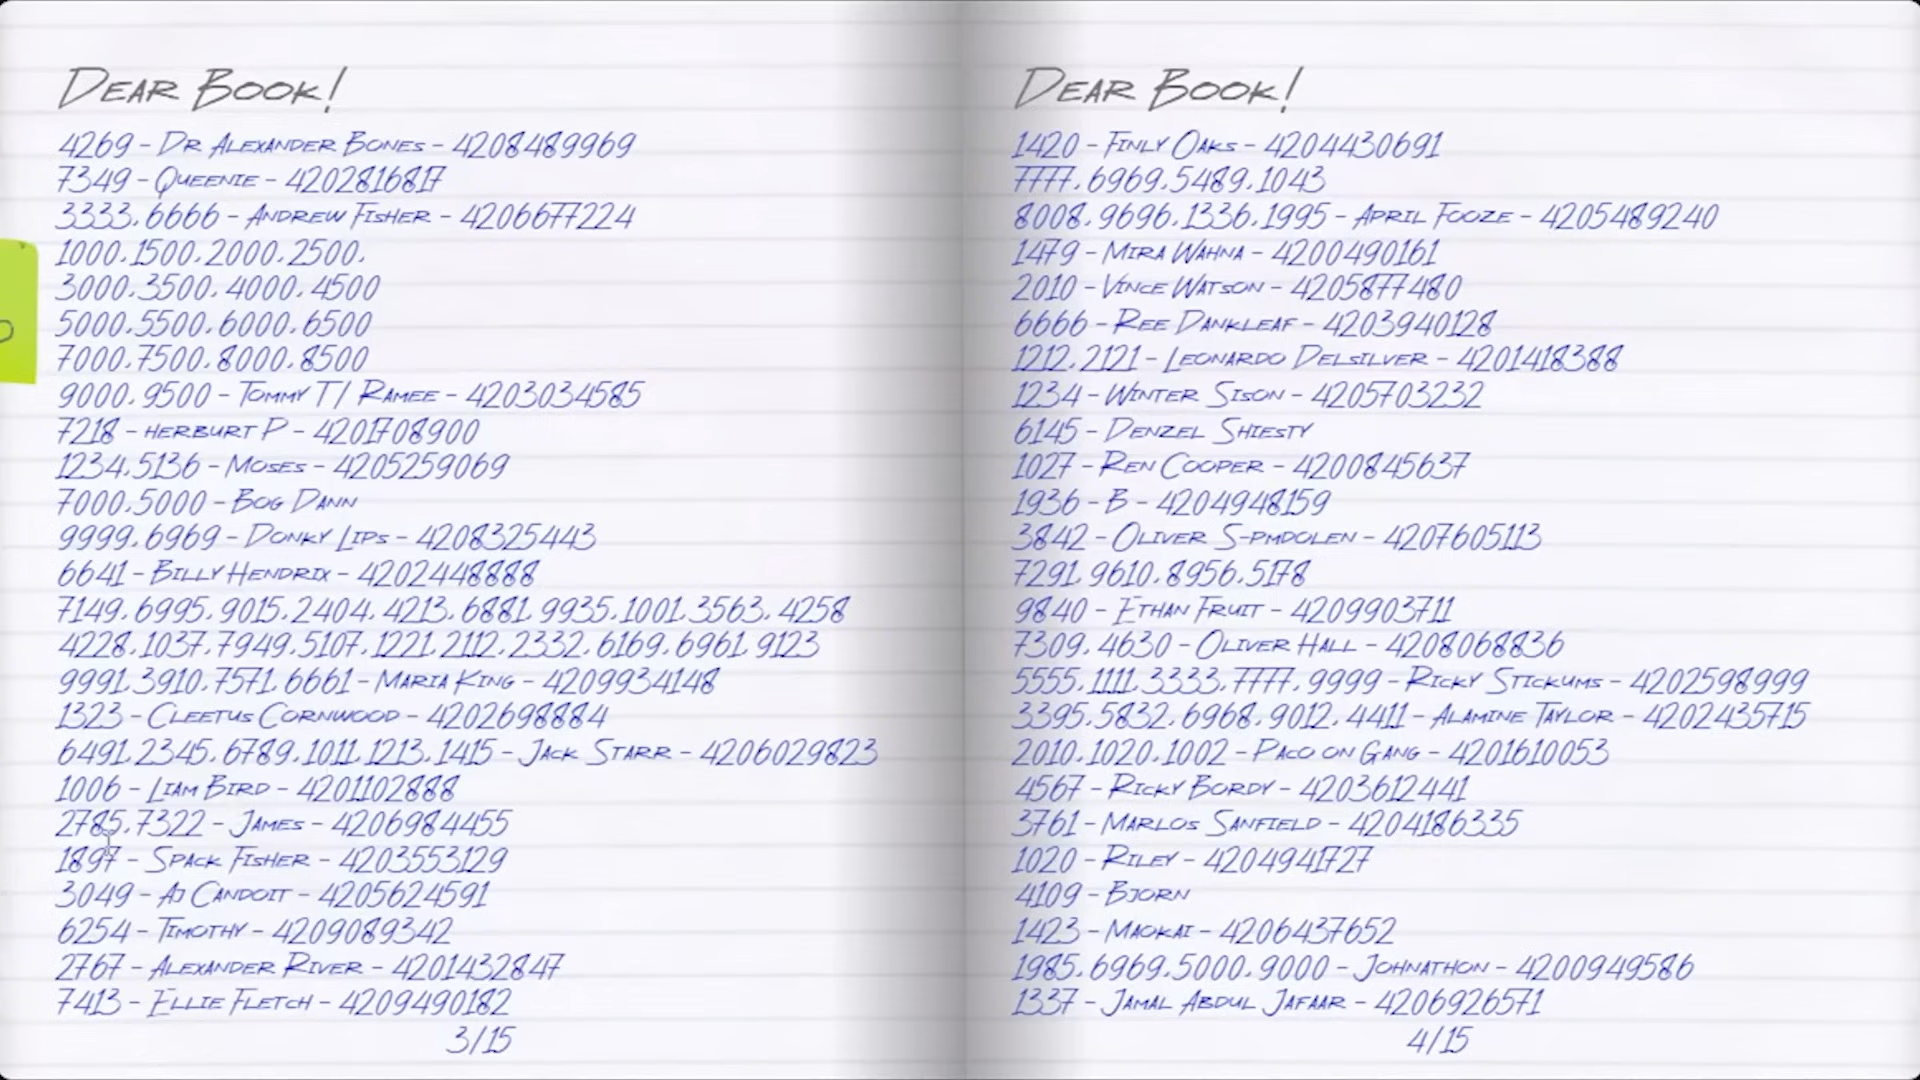 Dear Book!
4269 - Dr Alexander Bones - 4208489969
7349 - Queenie - 4202816817
3333, 6666 - Andrew Fisher - 4206677224
1000, 1500, 2000, 2500,
3000, 3500, 4000, 4500
5000, 5500, 6000, 6500
7000, 7500, 8000, 8500
9000, 9500 - Tommy T / Ramee - 4203034585
7218 - herburt P - 4201708900
1234, 5136 - Moses - 4205259069
7000, 5000 - Bog Dann
9999, 6969 - Donky Lips - 4208325443
6641 - Billy Hendrix - 4202448888
7149, 6995, 9015, 2404, 4213, 6881, 9935, 1001, 3563, 4258
4228, 1037, 7949, 5107, 1221, 2112, 2332, 6169, 6961, 9123
9991, 3910, 7571, 6661 - Maria King - 4209934148
1323 - Cleetus Cornwood - 4202698884
6491, 2345, 6789, 1011, 1213, 1415 - Jack Starr - 4206029823
1006 - Liam Bird - 4201102888
2785, 7322 - James - 4206984455
1897 - Spack Fisher - 4203553129
3049 - AJ Candoit - 4205624591
6254 - Timothy - 4209089342
2767 - Alexander River - 4201432847
7413 - Ellie Fletch - 4209490182
3/15
Dear Book!
1420 - Finly Oaks - 4204430691
7777, 6969, 5489, 1043
8008, 9696, 1336, 1995 - April Fooze - 4205489240
1479 - Mira Wahna - 4200490161
2010 - Vince Watson - 4205877480
6666 - Ree Dankleaf - 4203940128
1212, 2121 - Leonardo Delsilver - 4201418388
1234 - Winter Sison - 4205703232
6145 - Denzel Shiesty
1027 - Ren Cooper - 4200845637
1936 - B - 4204948159
3842 - Oliver S-pmdolen - 4207605113
7291, 9610, 8956, 5178
9840 - Ethan Fruit - 4209903711
7309, 4630 - Oliver Hall - 4208068836
5555, 1111, 3333, 7777, 9999 - Ricky Stickums - 4202598999
3395, 5832, 6968, 9012, 4411 - Alamine Taylor - 4202435715
2010, 1020, 1002 - Paco on Gang - 4201610053
4567 - Ricky Bordy - 4203612441
3761 - Marlos Sanfield - 4204186335
1020 - Riley - 4204941727
4109 - Bjorn
1423 - Maokai - 4206437652
1985, 6969, 5000, 9000 - Johnathon - 4200949586
1337 - Jamal Abdul Jafaar - 4206926571
4/15